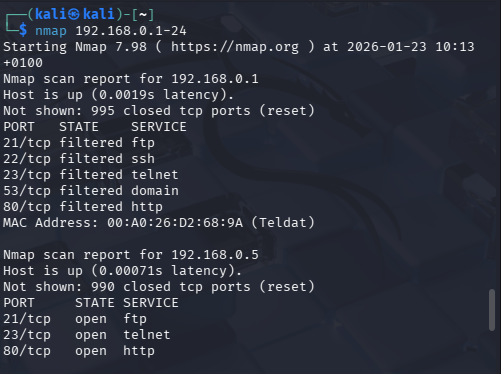 ┌──(kali㉿kali)-[~]
└─$ nmap 192.168.0.1-24
Starting Nmap 7.98 ( https://nmap.org ) at 2026-01-23 10:13
+0100
Nmap scan report for 192.168.0.1
Host is up (0.0019s latency).
Not shown: 995 closed tcp ports (reset)
PORT   STATE    SERVICE
21/tcp filtered ftp
22/tcp filtered ssh
23/tcp filtered telnet
53/tcp filtered domain
80/tcp filtered http
MAC Address: 00:A0:26:D2:68:9A (Teldat)

Nmap scan report for 192.168.0.5
Host is up (0.00071s latency).
Not shown: 990 closed tcp ports (reset)
PORT     STATE SERVICE
21/tcp   open  ftp
23/tcp   open  telnet
80/tcp   open  http